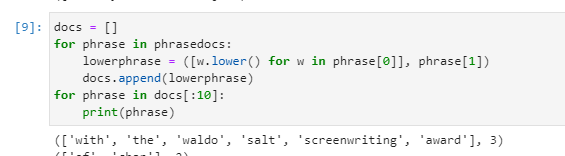 [9]: docs = []
for phrase in phrasedocs:
    lowerphrase = ([w.lower() for w in phrase[0]], phrase[1])
    docs.append(lowerphrase)
for phrase in docs[:10]:
    print(phrase)
(['with', 'the', 'waldo', 'salt', 'screenwriting', 'award'], 3)